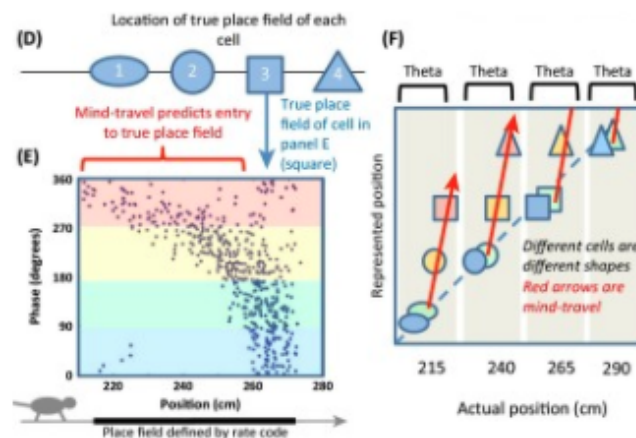 (D)
Location of true place field of each
cell
1 2 3 4
Mind-travel predicts entry
to true place field
True place
field of cell in
panel E
(square)
(E)
360
270
180
90
0
Phase (degrees)
220 240 260 280
Position (cm)
Place field defined by rate code
(F)
Theta Theta Theta Theta
Represented position
Different cells are
different shapes
Red arrows are
mind-travel
215 240 265 290
Actual position (cm)